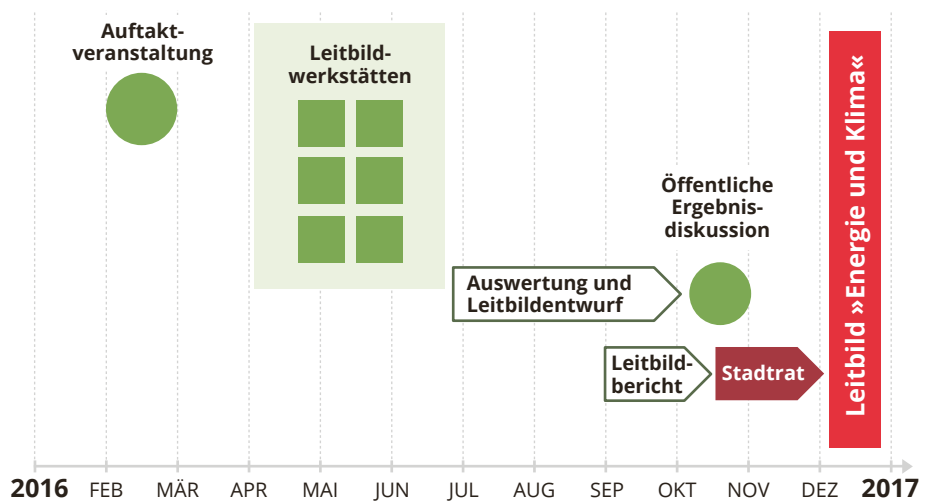 Auftakt-
veranstaltung
Leitbild-
werkstätten
Öffentliche
Ergebnis-
diskussion
Auswertung und
Leitbildentwurf
Leitbild-
bericht
Stadtrat
Leitbild »Energie und Klima«
2016 FEB MÄR APR MAI JUN JUL AUG SEP OKT NOV DEZ 2017